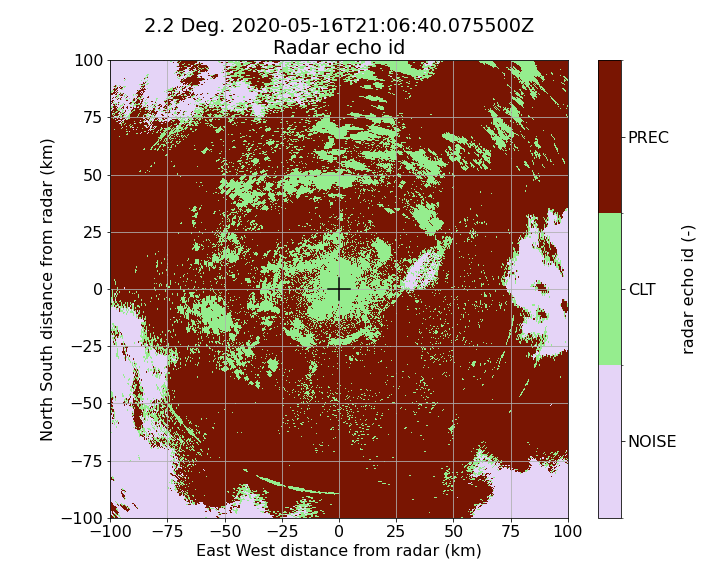 2.2 Deg. 2020-05-16T21:06:40.075500Z
Radar echo id
100
75
50
25
0
−25
−50
−75
−100
North South distance from radar (km)
−100
−75
−50
−25
0
25
50
75
100
East West distance from radar (km)
PREC
CLT
NOISE
radar echo id (-)